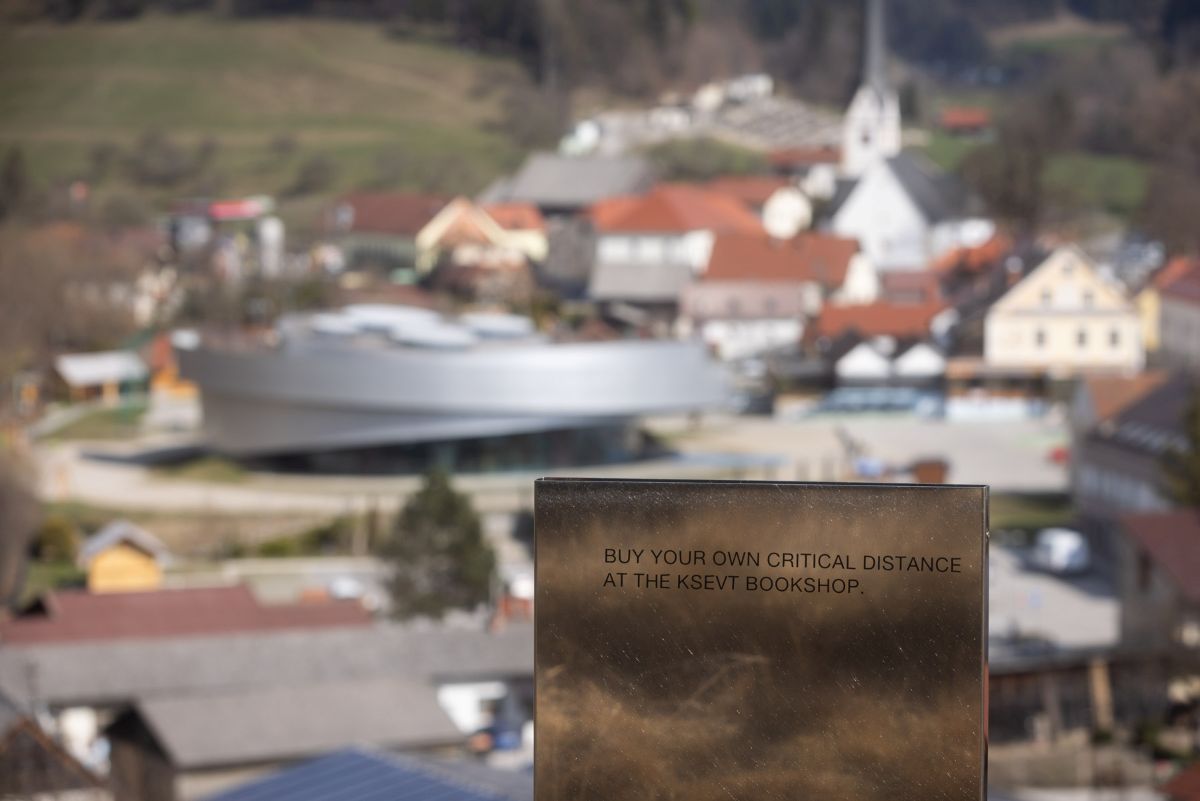 BUY YOUR OWN CRITICAL DISTANCE
AT THE KSEVT BOOKSHOP.